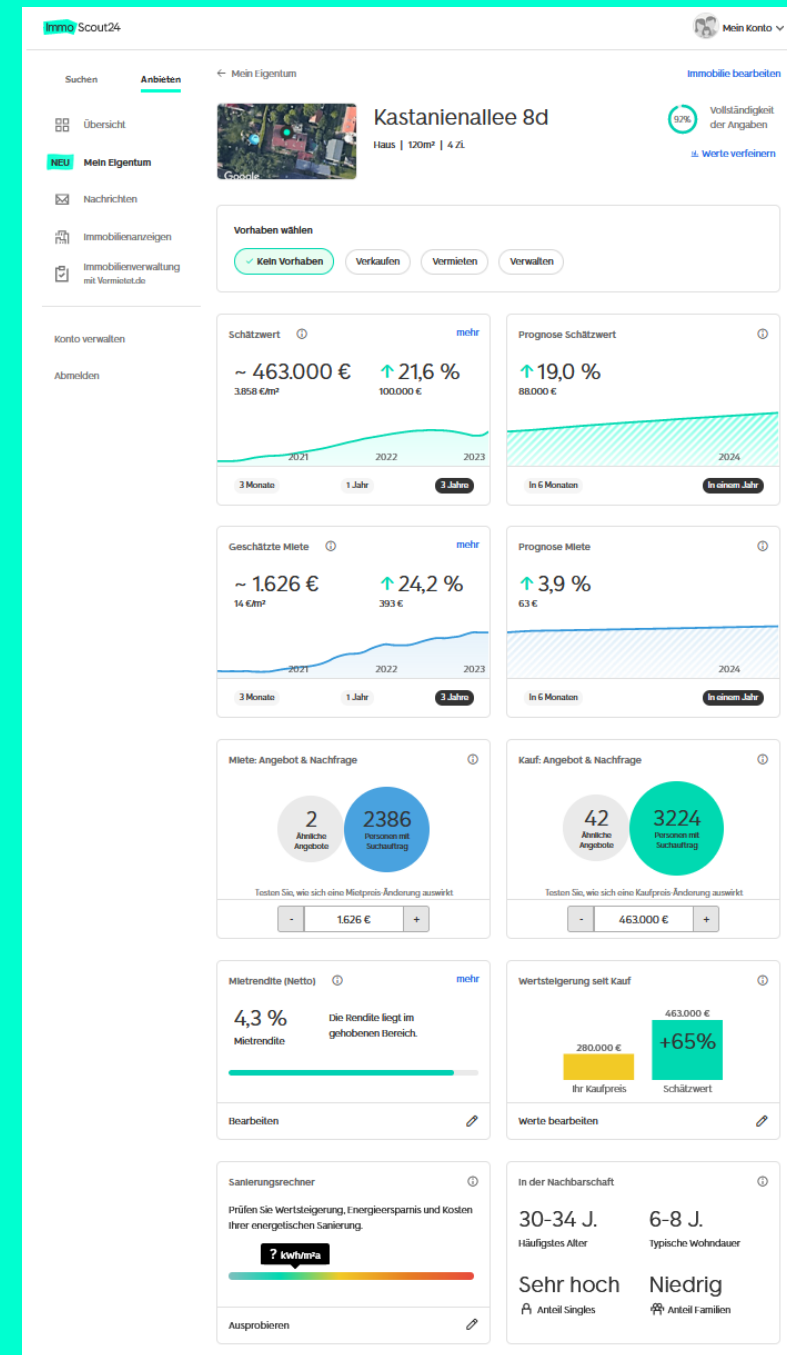 ImmoScout24
Mein Konto
Suchen Anbieten
Übersicht
NEU Mein Eigentum
Nachrichten
Immobilienanzeigen
Immobilienverwaltung
mit Vermietet.de
Konto verwalten
Abmelden
← Mein Eigentum
Immobilie bearbeiten
Google
Kastanienallee 8d
Haus | 120m² | 4 Zi.
92%
Vollständigkeit
der Angaben
Werte verfeinern
Vorhaben wählen
Kein Vorhaben Verkaufen Vermieten Verwalten
Schätzwert mehr
~ 463.000 € ↑ 21,6 %
3.858 €/m² 100.000 €
2021 2022 2023
3 Monate 1 Jahr 3 Jahre
Prognose Schätzwert
↑ 19,0 %
88.000 €
2024
In 6 Monaten In einem Jahr
Geschätzte Miete mehr
~ 1.626 € ↑ 24,2 %
14 €/m² 393 €
2021 2022 2023
3 Monate 1 Jahr 3 Jahre
Prognose Miete
↑ 3,9 %
63 €
2024
In 6 Monaten In einem Jahr
Miete: Angebot & Nachfrage
2
Ähnliche
Angebote
2386
Personen mit
Suchauftrag
Testen Sie, wie sich eine Mietpreis-Änderung auswirkt
- 1.626 € +
Kauf: Angebot & Nachfrage
42
Ähnliche
Angebote
3224
Personen mit
Suchauftrag
Testen Sie, wie sich eine Kaufpreis-Änderung auswirkt
- 463.000 € +
Mietrendite (Netto) mehr
4,3 %
Mietrendite
Die Rendite liegt im
gehobenen Bereich.
Bearbeiten
Wertsteigerung seit Kauf
463.000 €
280.000 €
+65%
Ihr Kaufpreis Schätzwert
Werte bearbeiten
Sanierungsrechner
Prüfen Sie Wertsteigerung, Energieersparnis und Kosten
Ihrer energetischen Sanierung.
? kWh/m²a
Ausprobieren
In der Nachbarschaft
30-34 J. 6-8 J.
Häufigstes Alter Typische Wohndauer
Sehr hoch Niedrig
Anteil Singles Anteil Familien